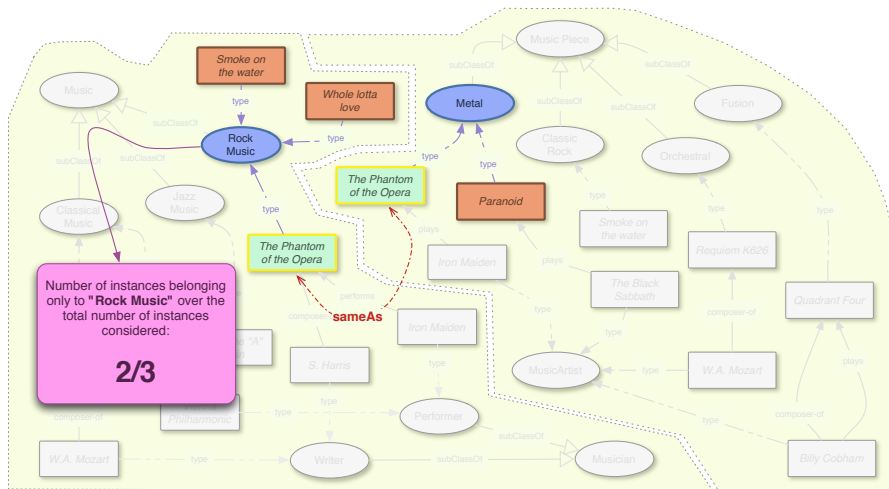 Smoke on
the water
Music Piece
subClassOf
Music
type
Whole lotta
love
Metal
Fusion
subClassOf
subClassOf
subClassOf
Rock
Music
type
Classic
Rock
Orchestral
type
subClassOf
subClassOf
type
The Phantom
of the Opera
type
Jazz
Music
Classical
Music
type
Paranoid
type
type
type
Smoke on
the water
plays
The Phantom
of the Opera
Iron Maiden
Requiem K626
plays
The Black
Sabbath
Number of instances belonging
only to "Rock Music" over the
total number of instances
considered:
2/3
performs
Quadrant Four
composer
sameAs
Iron Maiden
composer-of
"A"
S. Harris
type
plays
MusicArtist
type
W.A. Mozart
type
composer-of
Philharmonic
type
Performer
type
composer-of
type
subClassOf
W.A. Mozart
type
Writer
subClassOf
Musician
Billy Cobham